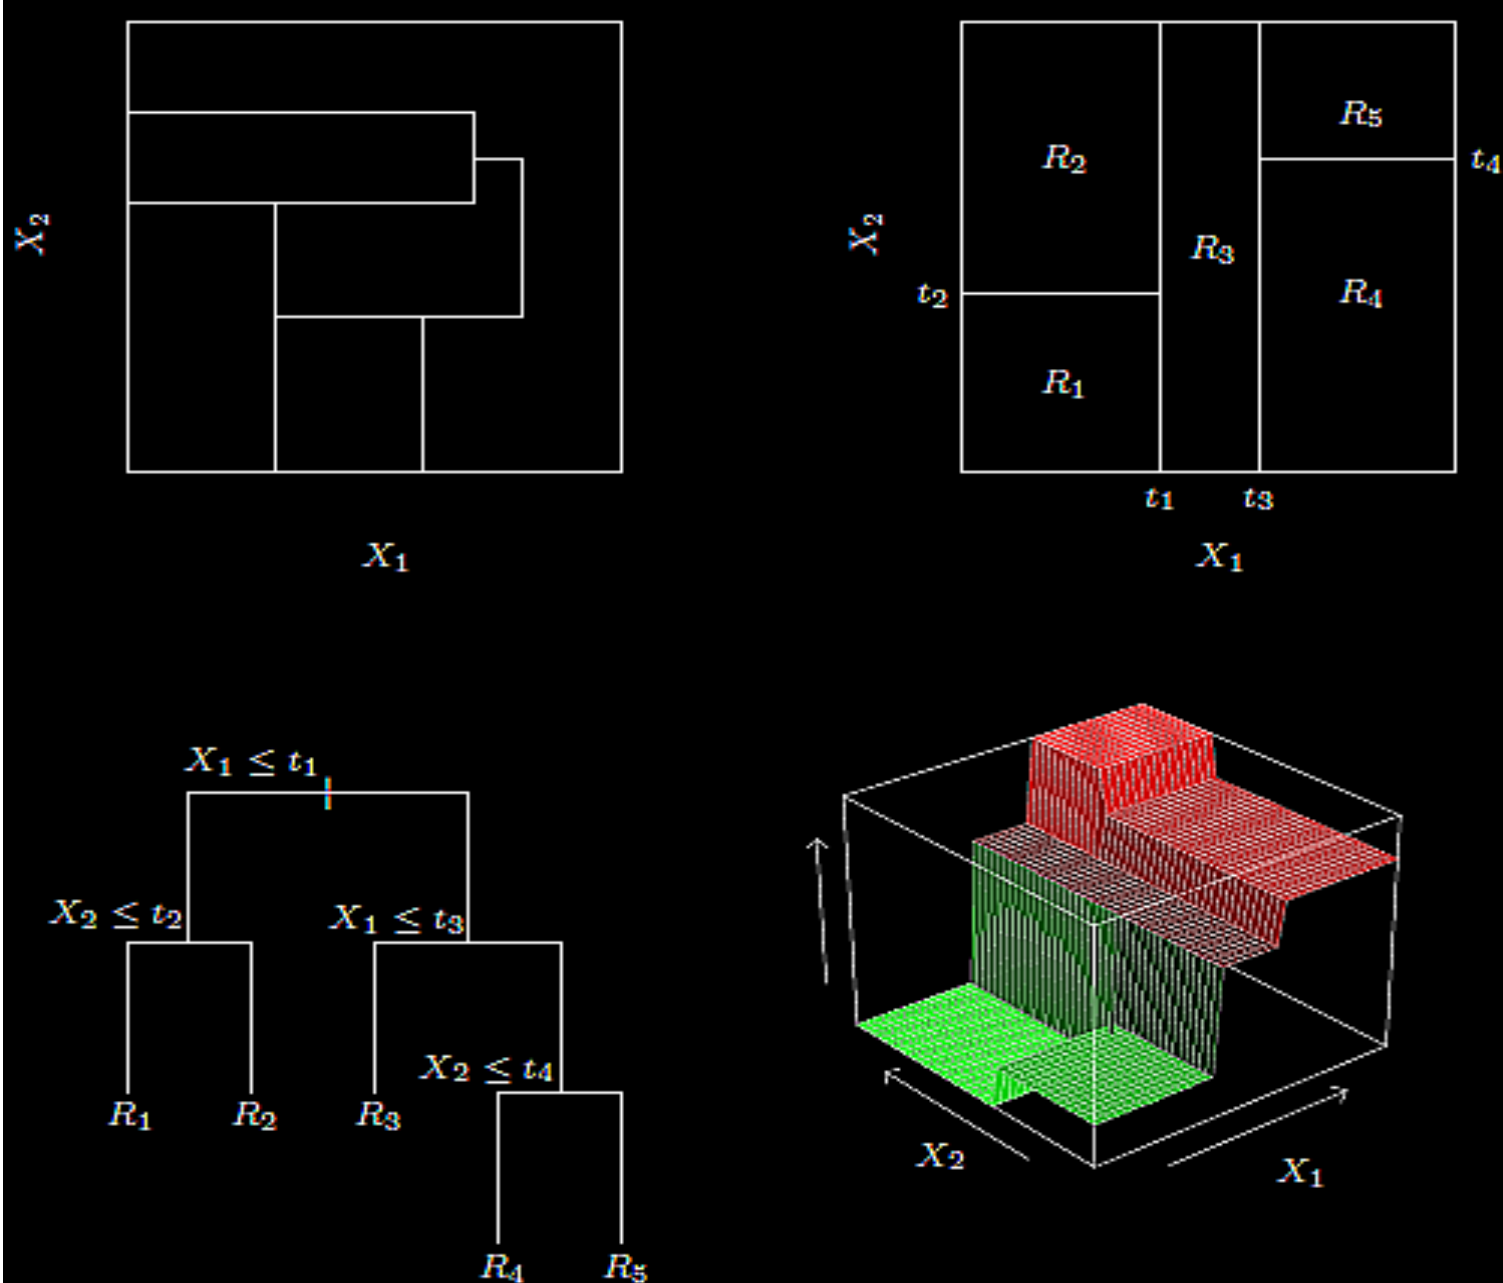 X₂
X₁
R₅
R₂
t₄
X₂
R₃
t₂
R₄
R₁
t₁ t₃
X₁
X₁ ≤ t₁
X₂ ≤ t₂
X₁ ≤ t₃
X₂ ≤ t₄
R₁ R₂ R₃
R₄ R₅
X₂
X₁